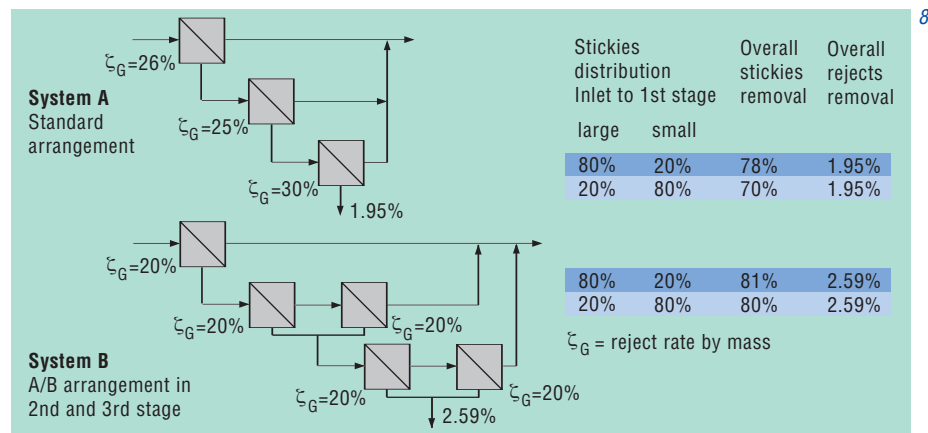 8
ζG=26%
System A
Standard
arrangement
ζG=25%
ζG=30%
1.95%
ζG=20%
ζG=20%
ζG=20%
System B
A/B arrangement in
2nd and 3rd stage
ζG=20%
ζG=20%
2.59%
Stickies
distribution
Inlet to 1st stage
Overall
stickies
removal
Overall
rejects
removal
large small
80% 20% 78% 1.95%
20% 80% 70% 1.95%
80% 20% 81% 2.59%
20% 80% 80% 2.59%
ζG = reject rate by mass